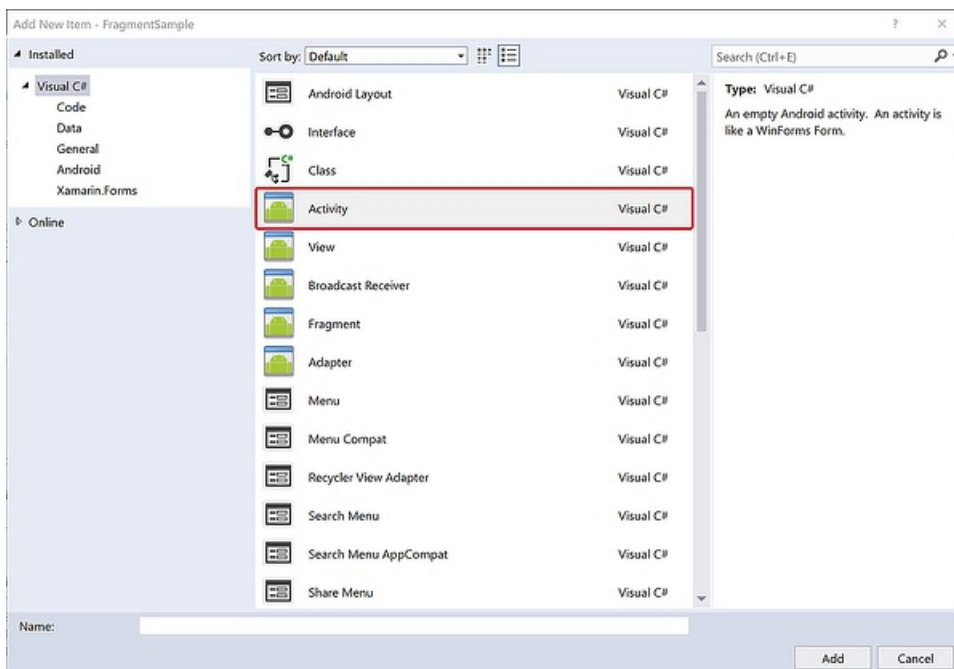 Add New Item - FragmentSample
? ×
Installed
Sort by: Default
Search (Ctrl+E)
Visual C#
Code
Data
General
Android
Xamarin.Forms
Online
Android Layout Visual C#
Interface Visual C#
C#
Class Visual C#
Activity Visual C#
View Visual C#
Broadcast Receiver Visual C#
Fragment Visual C#
Adapter Visual C#
Menu Visual C#
Menu Compat Visual C#
Recycler View Adapter Visual C#
Search Menu Visual C#
Search Menu AppCompat Visual C#
Share Menu Visual C#
Type: Visual C#
An empty Android activity. An activity is
like a WinForms Form.
Name:
Add Cancel